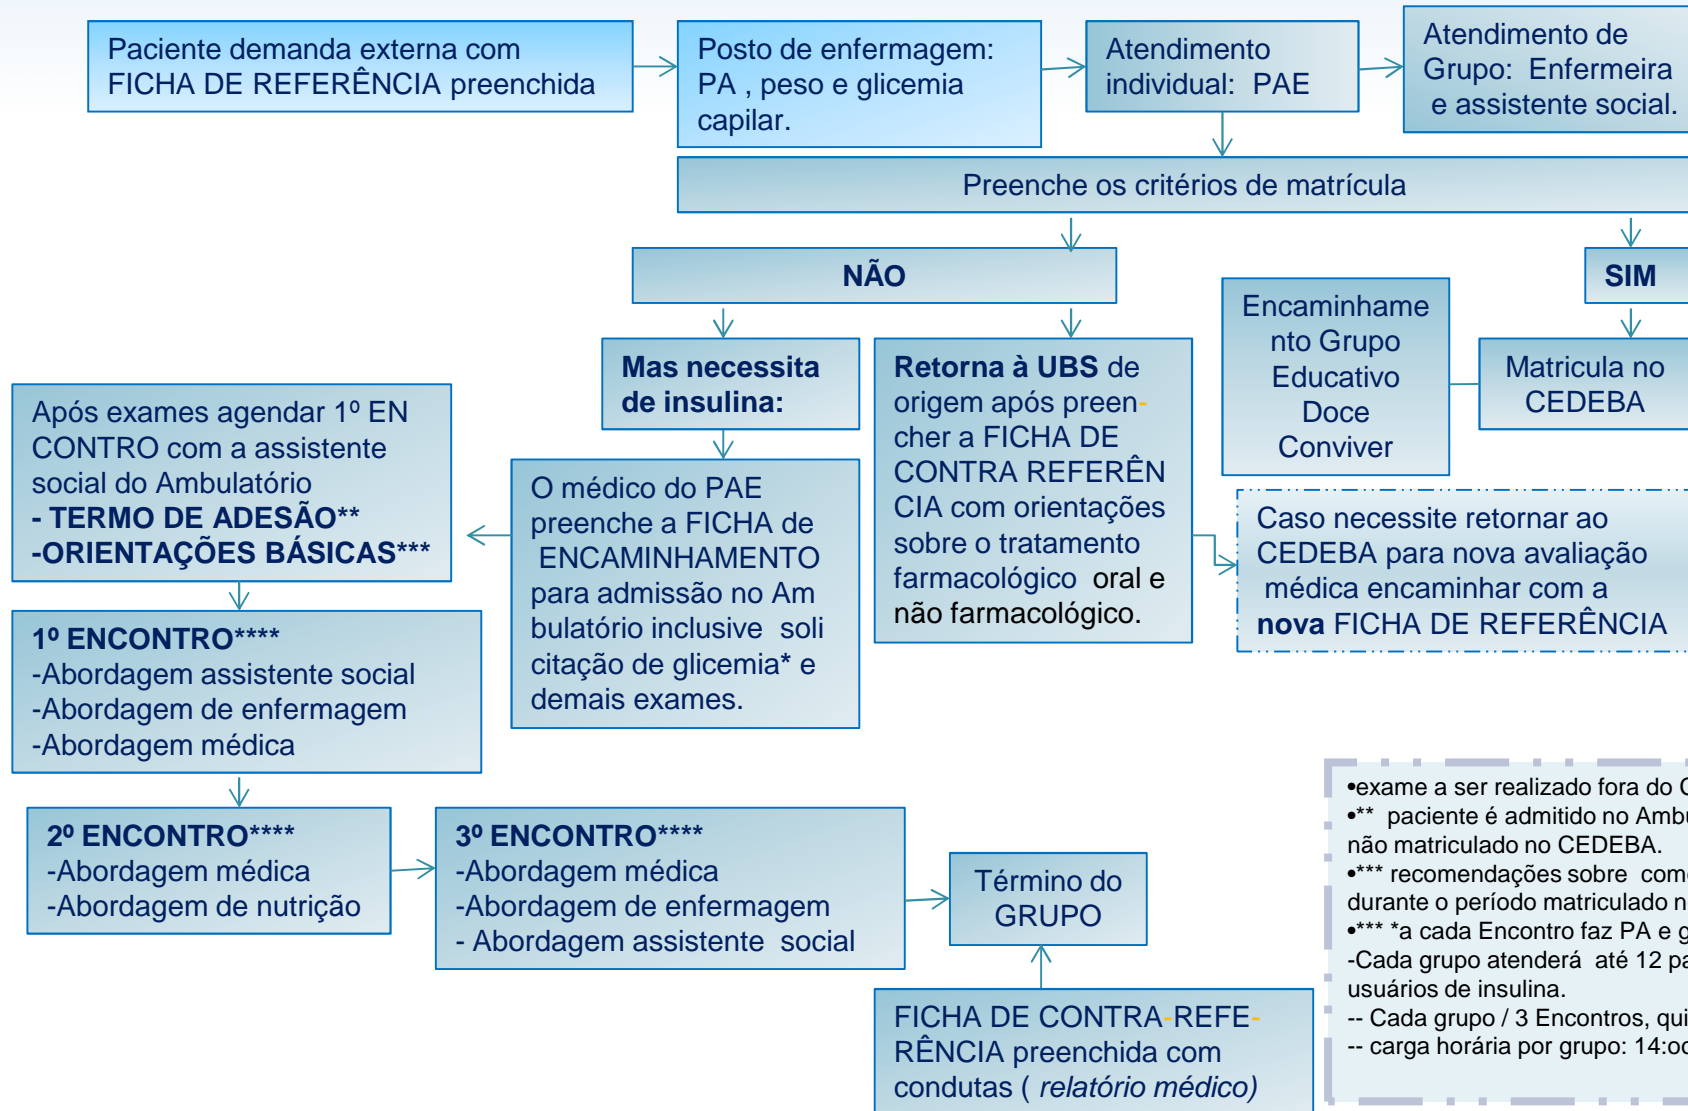 Paciente demanda externa com
FICHA DE REFERÊNCIA preenchida
Posto de enfermagem:
PA , peso e glicemia
capilar.
Atendimento
individual: PAE
Atendimento de
Grupo: Enfermeira
e assistente social.
Preenche os critérios de matrícula
NÃO
SIM
Mas necessita
de insulina:
Retorna à UBS de
origem após preen-
cher a FICHA DE
CONTRA REFERÊN
CIA com orientações
sobre o tratamento
farmacológico oral e
não farmacológico.
Encaminhame
nto Grupo
Educativo
Doce
Conviver
Matricula no
CEDEBA
Após exames agendar 1º EN
CONTRO com a assistente
social do Ambulatório
- TERMO DE ADESÃO**
-ORIENTAÇÕES BÁSICAS***
O médico do PAE
preenche a FICHA de
ENCAMINHAMENTO
para admissão no Am
bulatório inclusive soli
citação de glicemia* e
demais exames.
Caso necessite retornar ao
CEDEBA para nova avaliação
médica encaminhar com a
nova FICHA DE REFERÊNCIA
1º ENCONTRO****
-Abordagem assistente social
-Abordagem de enfermagem
-Abordagem médica
2º ENCONTRO****
-Abordagem médica
-Abordagem de nutrição
3º ENCONTRO****
-Abordagem médica
-Abordagem de enfermagem
- Abordagem assistente social
Término do
GRUPO
FICHA DE CONTRA-REFE-
RÊNCIA preenchida com
condutas ( relatório médico)
•exame a ser realizado fora do
•** paciente é admitido no
não matriculado no CEDEBA.
•*** recomendações sobre
durante o período matriculado
•*** *a cada Encontro faz PA e
-Cada grupo atenderá até 12
usuários de insulina.
-- Cada grupo / 3 Encontros,
-- carga horária por grupo: